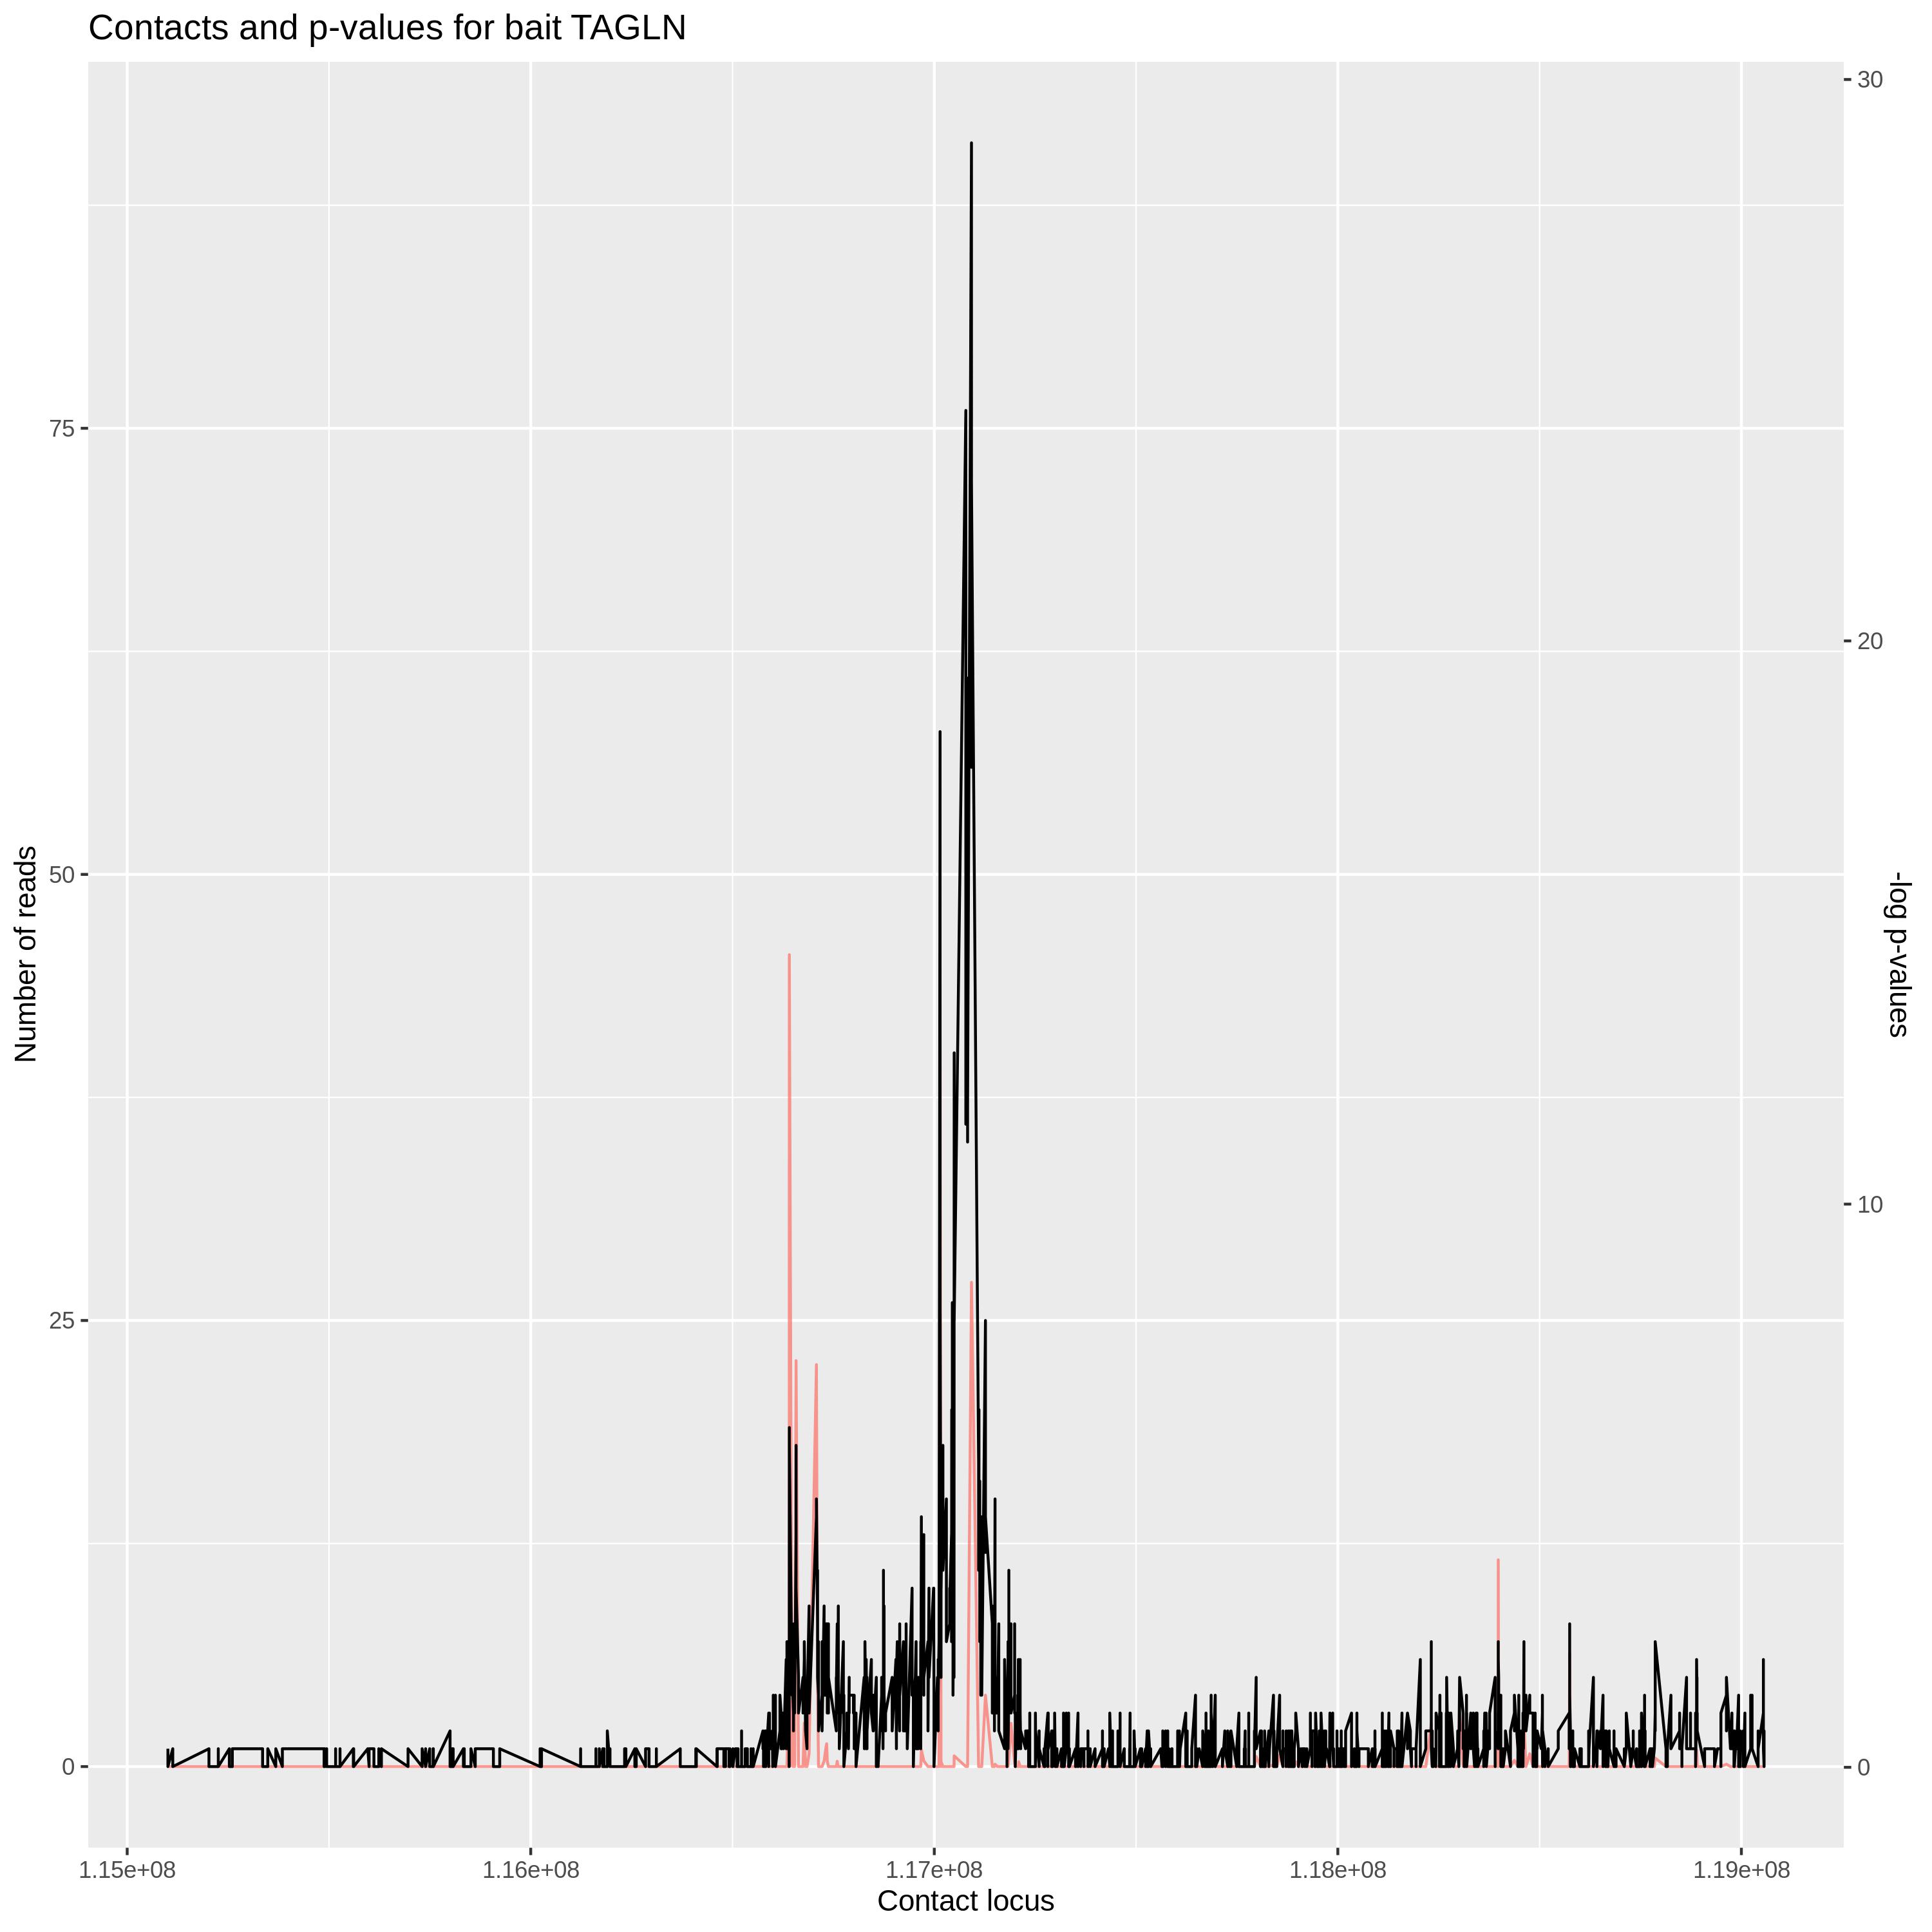 Contacts and p-values for bait TAGLN
30
75
20
Number of reads
50
-log p-values
10
25
0
0
1.15e+08
1.16e+08
1.17e+08
1.18e+08
1.19e+08
Contact locus